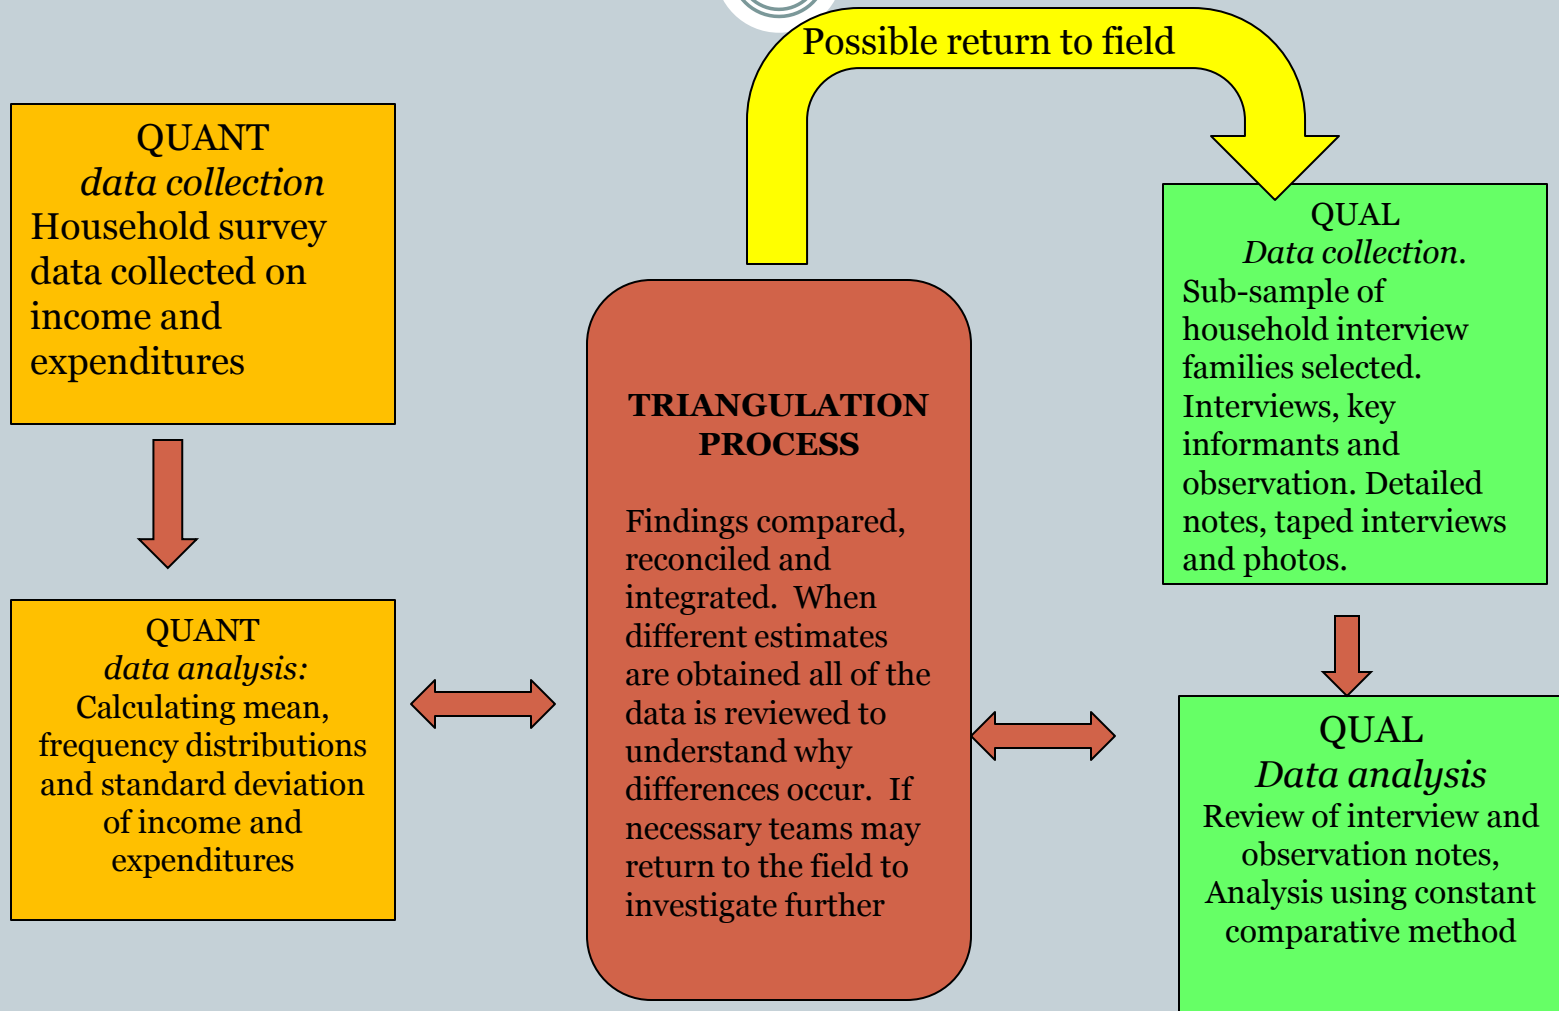 Possible return to field
QUANT
data collection
Household survey
data collected on
income and
expenditures
QUANT
data analysis:
Calculating mean,
frequency distributions
and standard deviation
of income and
expenditures
TRIANGULATION
PROCESS
Findings compared,
reconciled and
integrated.  When
different estimates
are obtained all of the
data is reviewed to
understand why
differences occur.  If
necessary teams may
return to the field to
investigate further
QUAL
Data collection.
Sub-sample of
household interview
families selected.
Interviews, key
informants and
observation. Detailed
notes, taped interviews
and photos.
QUAL
Data analysis
Review of interview and
observation notes,
Analysis using constant
comparative method